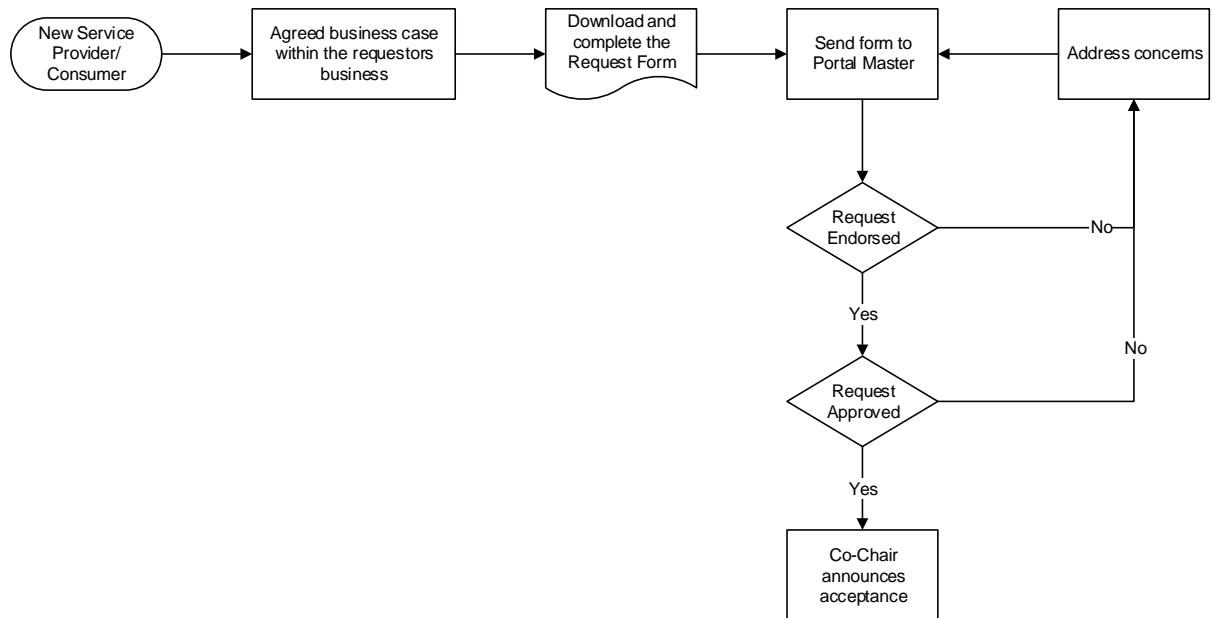 New Service
Provider/
Consumer
Agreed business case
within the requestors
business
Download and
complete the
Request Form
Send form to
Portal Master
Address concerns
Request
Endorsed
No
Yes
No
Request
Approved
Yes
Co-Chair
announces
acceptance